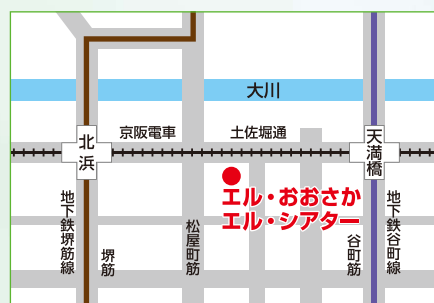 大川
京阪電車
土佐堀通
北浜
天満橋
エル・おおさか
エル・シアター
地下鉄堺筋線
堺筋
松屋町筋
谷町筋
地下鉄谷町線